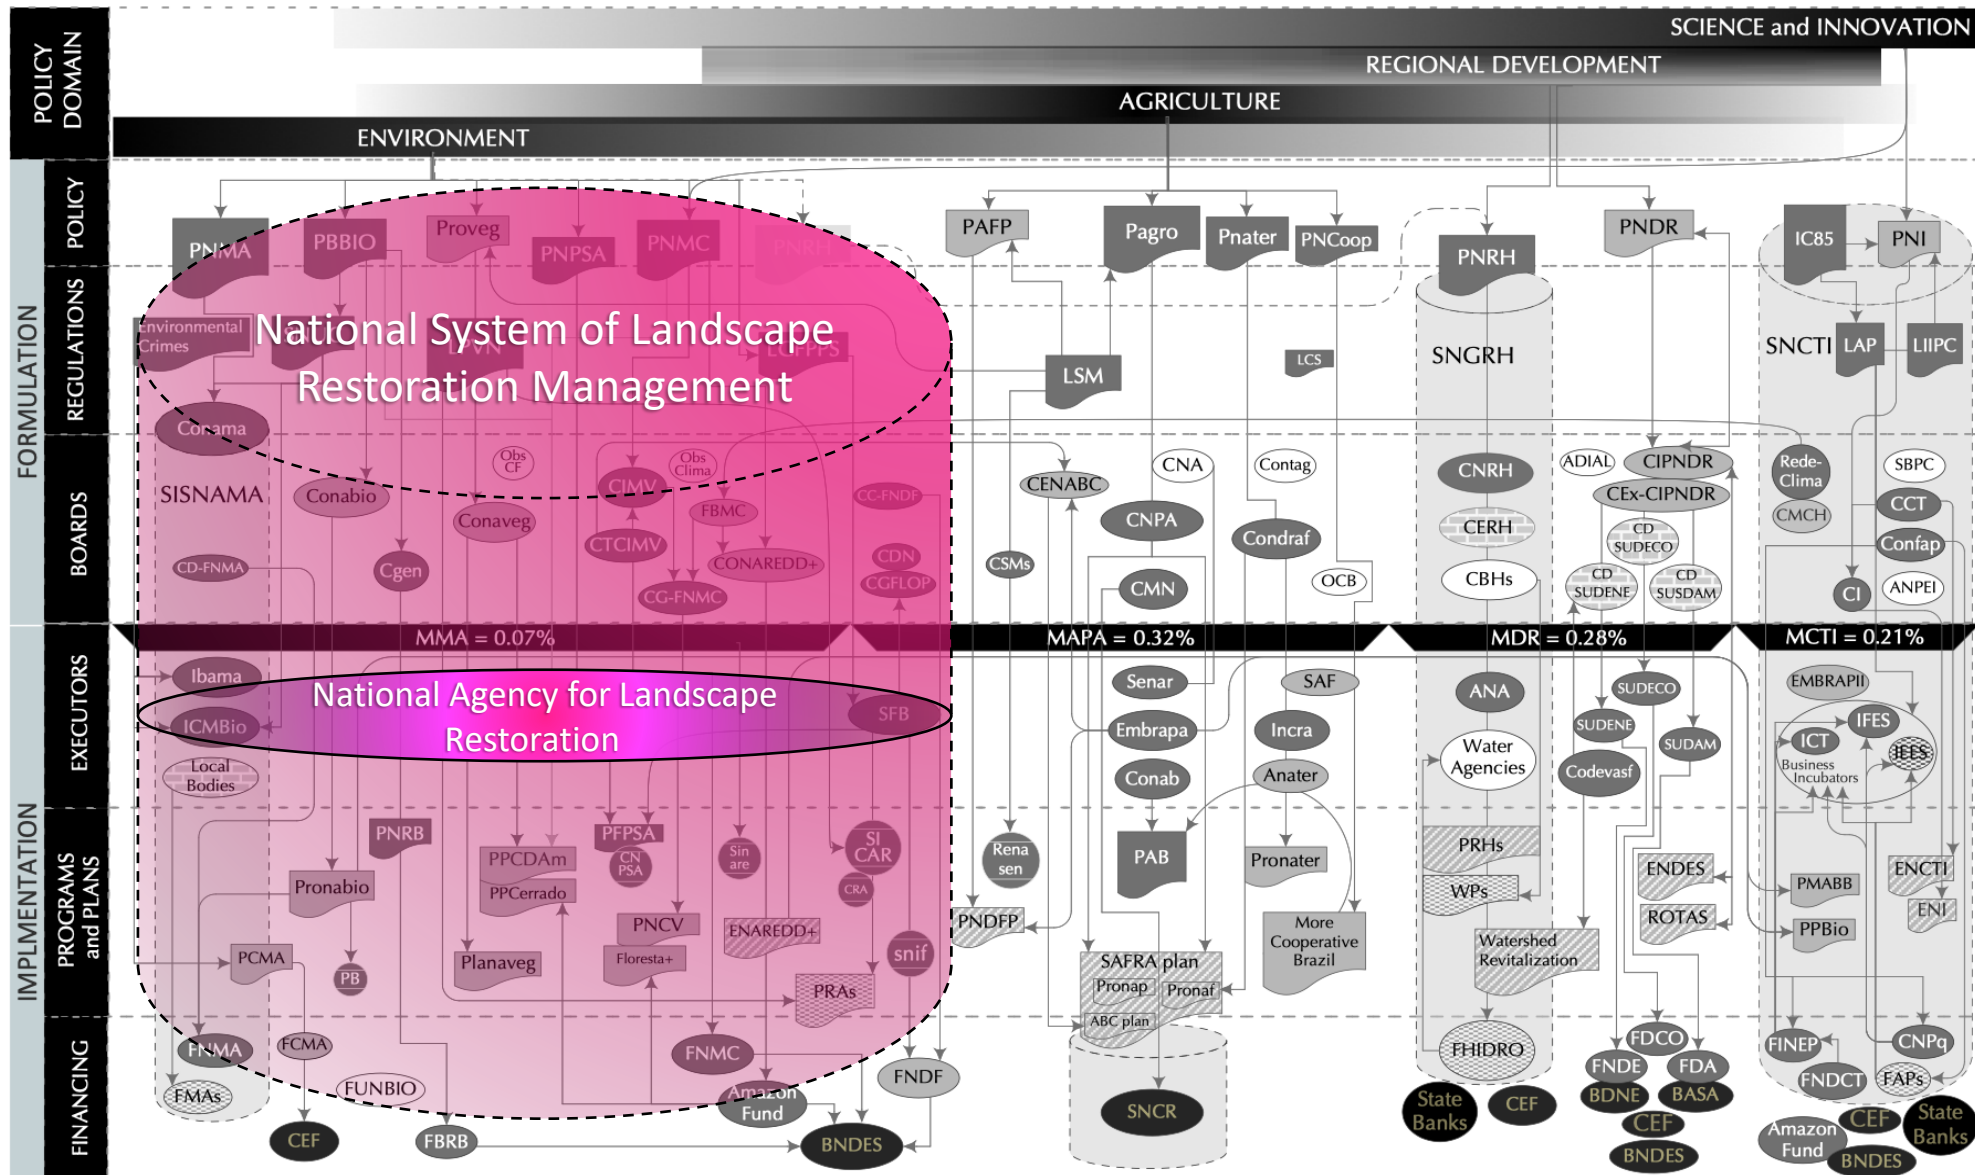 SCIENCE and INNOVATION
REGIONAL DEVELOPMENT
AGRICULTURE
ENVIRONMENT
POLICY
DOMAIN
FORMULATION
POLICY
PNMA
PBBIO
Proveg
PNPSA
PNMC
PNRH
PAFP
Pagro
Pnater
PNCoop
PNRH
PNDR
IC85
PNI
REGULATIONS
Environmental
Crimes
LPVN
LGFPPS
National System of Landscape
Restoration Management
LSM
LCS
SNGRH
SNCTI
LAP
LIIPC
Conama
BOARDS
SISNAMA
Conabio
Obs
CF
Conaveg
CIMV
Obs
Clima
FBMC
CC-FNDF
CTCIMV
CONAREDD+
CDN
CGFLOP
CD-FNMA
Cgen
CG-FNMC
CENABC
CNA
Contag
CNPA
Condraf
CSMs
CMN
OCB
CNRH
CERH
CBHs
ADIAL
CIPNDR
CEx-CIPNDR
CD
SUDECO
CD
SUDENE
CD
SUSDAM
Rede-
Clima
CMCH
SBPC
CCT
Confap
CI
ANPEI
MMA = 0.07%
MAPA = 0.32%
MDR = 0.28%
MCTI = 0.21%
IMPLMENTATION
EXECUTORS
Ibama
ICMBio
Local
Bodies
National Agency for Landscape
Restoration
SFB
Senar
SAF
Embrapa
Incra
Conab
Anater
ANA
Water
Agencies
SUDECO
SUDENE
SUDAM
Codevasf
EMBRAPII
IFES
ICT
IEES
Business
Incubators
PROGRAMS
and PLANS
PNRB
PFPSA
CN
PSA
Sin
are
SI
CAR
CRA
PPCDAm
PPCerrado
Pronabio
PNCV
ENAREDD+
PCMA
PB
Planaveg
Floresta+
snif
PRAs
Rena
sen
PAB
Pronater
PNDFP
More
Cooperative
Brazil
SAFRA plan
Pronap
Pronaf
ABC plan
PRHs
WPs
Watershed
Revitalization
ENDES
ROTAS
PMABB
PPBio
ENCTI
ENI
FINANCING
FNMA
FCMA
FNMC
FNDF
FMAs
FUNBIO
Amazon
Fund
CEF
FBRB
BNDES
SNCR
FHIDRO
State
Banks
CEF
FDCO
FNDE
FDA
BDNE
BASA
CEF
BNDES
FINEP
CNPq
FNDCT
FAPs
Amazon
Fund
CEF
State
Banks
BNDES